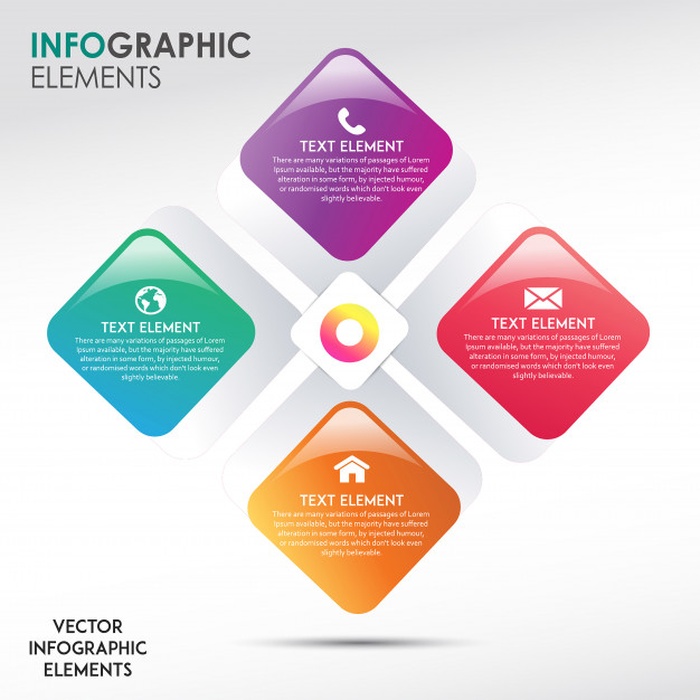 INFOGRAPHIC
ELEMENTS
TEXT ELEMENT
There are many variations of passages of Lorem
Ipsum available, but the majority have suffered
alteration in some form, by injected humour,
or randomised words which don't look even
slightly believable.
TEXT ELEMENT
There are many variations of passages of Lorem
Ipsum available, but the majority have suffered
alteration in some form, by injected humour,
or randomised words which don't look even
slightly believable.
TEXT ELEMENT
There are many variations of passages of Lorem
Ipsum available, but the majority have suffered
alteration in some form, by injected humour,
or randomised words which don't look even
slightly believable.
TEXT ELEMENT
There are many variations of passages of Lorem
Ipsum available, but the majority have suffered
alteration in some form, by injected humour,
or randomised words which don't look even
slightly believable.
VECTOR
INFOGRAPHIC
ELEMENTS